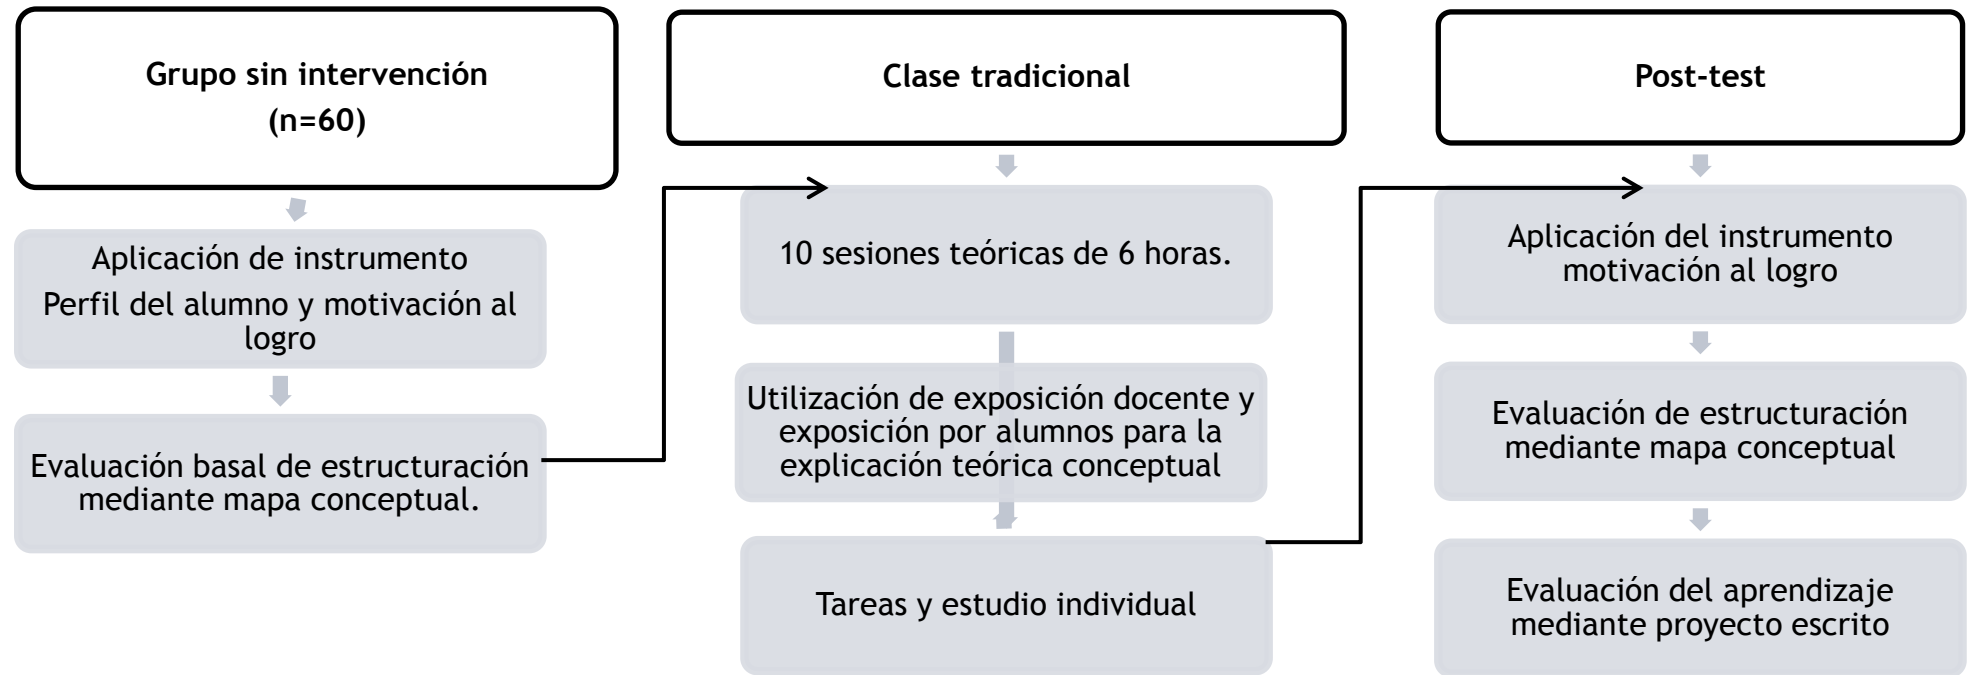 Grupo sin intervención
(n=60)
Aplicación de instrumento
Perfil del alumno y motivación al
logro
Evaluación basal de estructuración
mediante mapa conceptual.
Clase tradicional
10 sesiones teóricas de 6 horas.
Utilización de exposición docente y
exposición por alumnos para la
explicación teórica conceptual
Tareas y estudio individual
Post-test
Aplicación del instrumento
motivación al logro
Evaluación de estructuración
mediante mapa conceptual
Evaluación del aprendizaje
mediante proyecto escrito